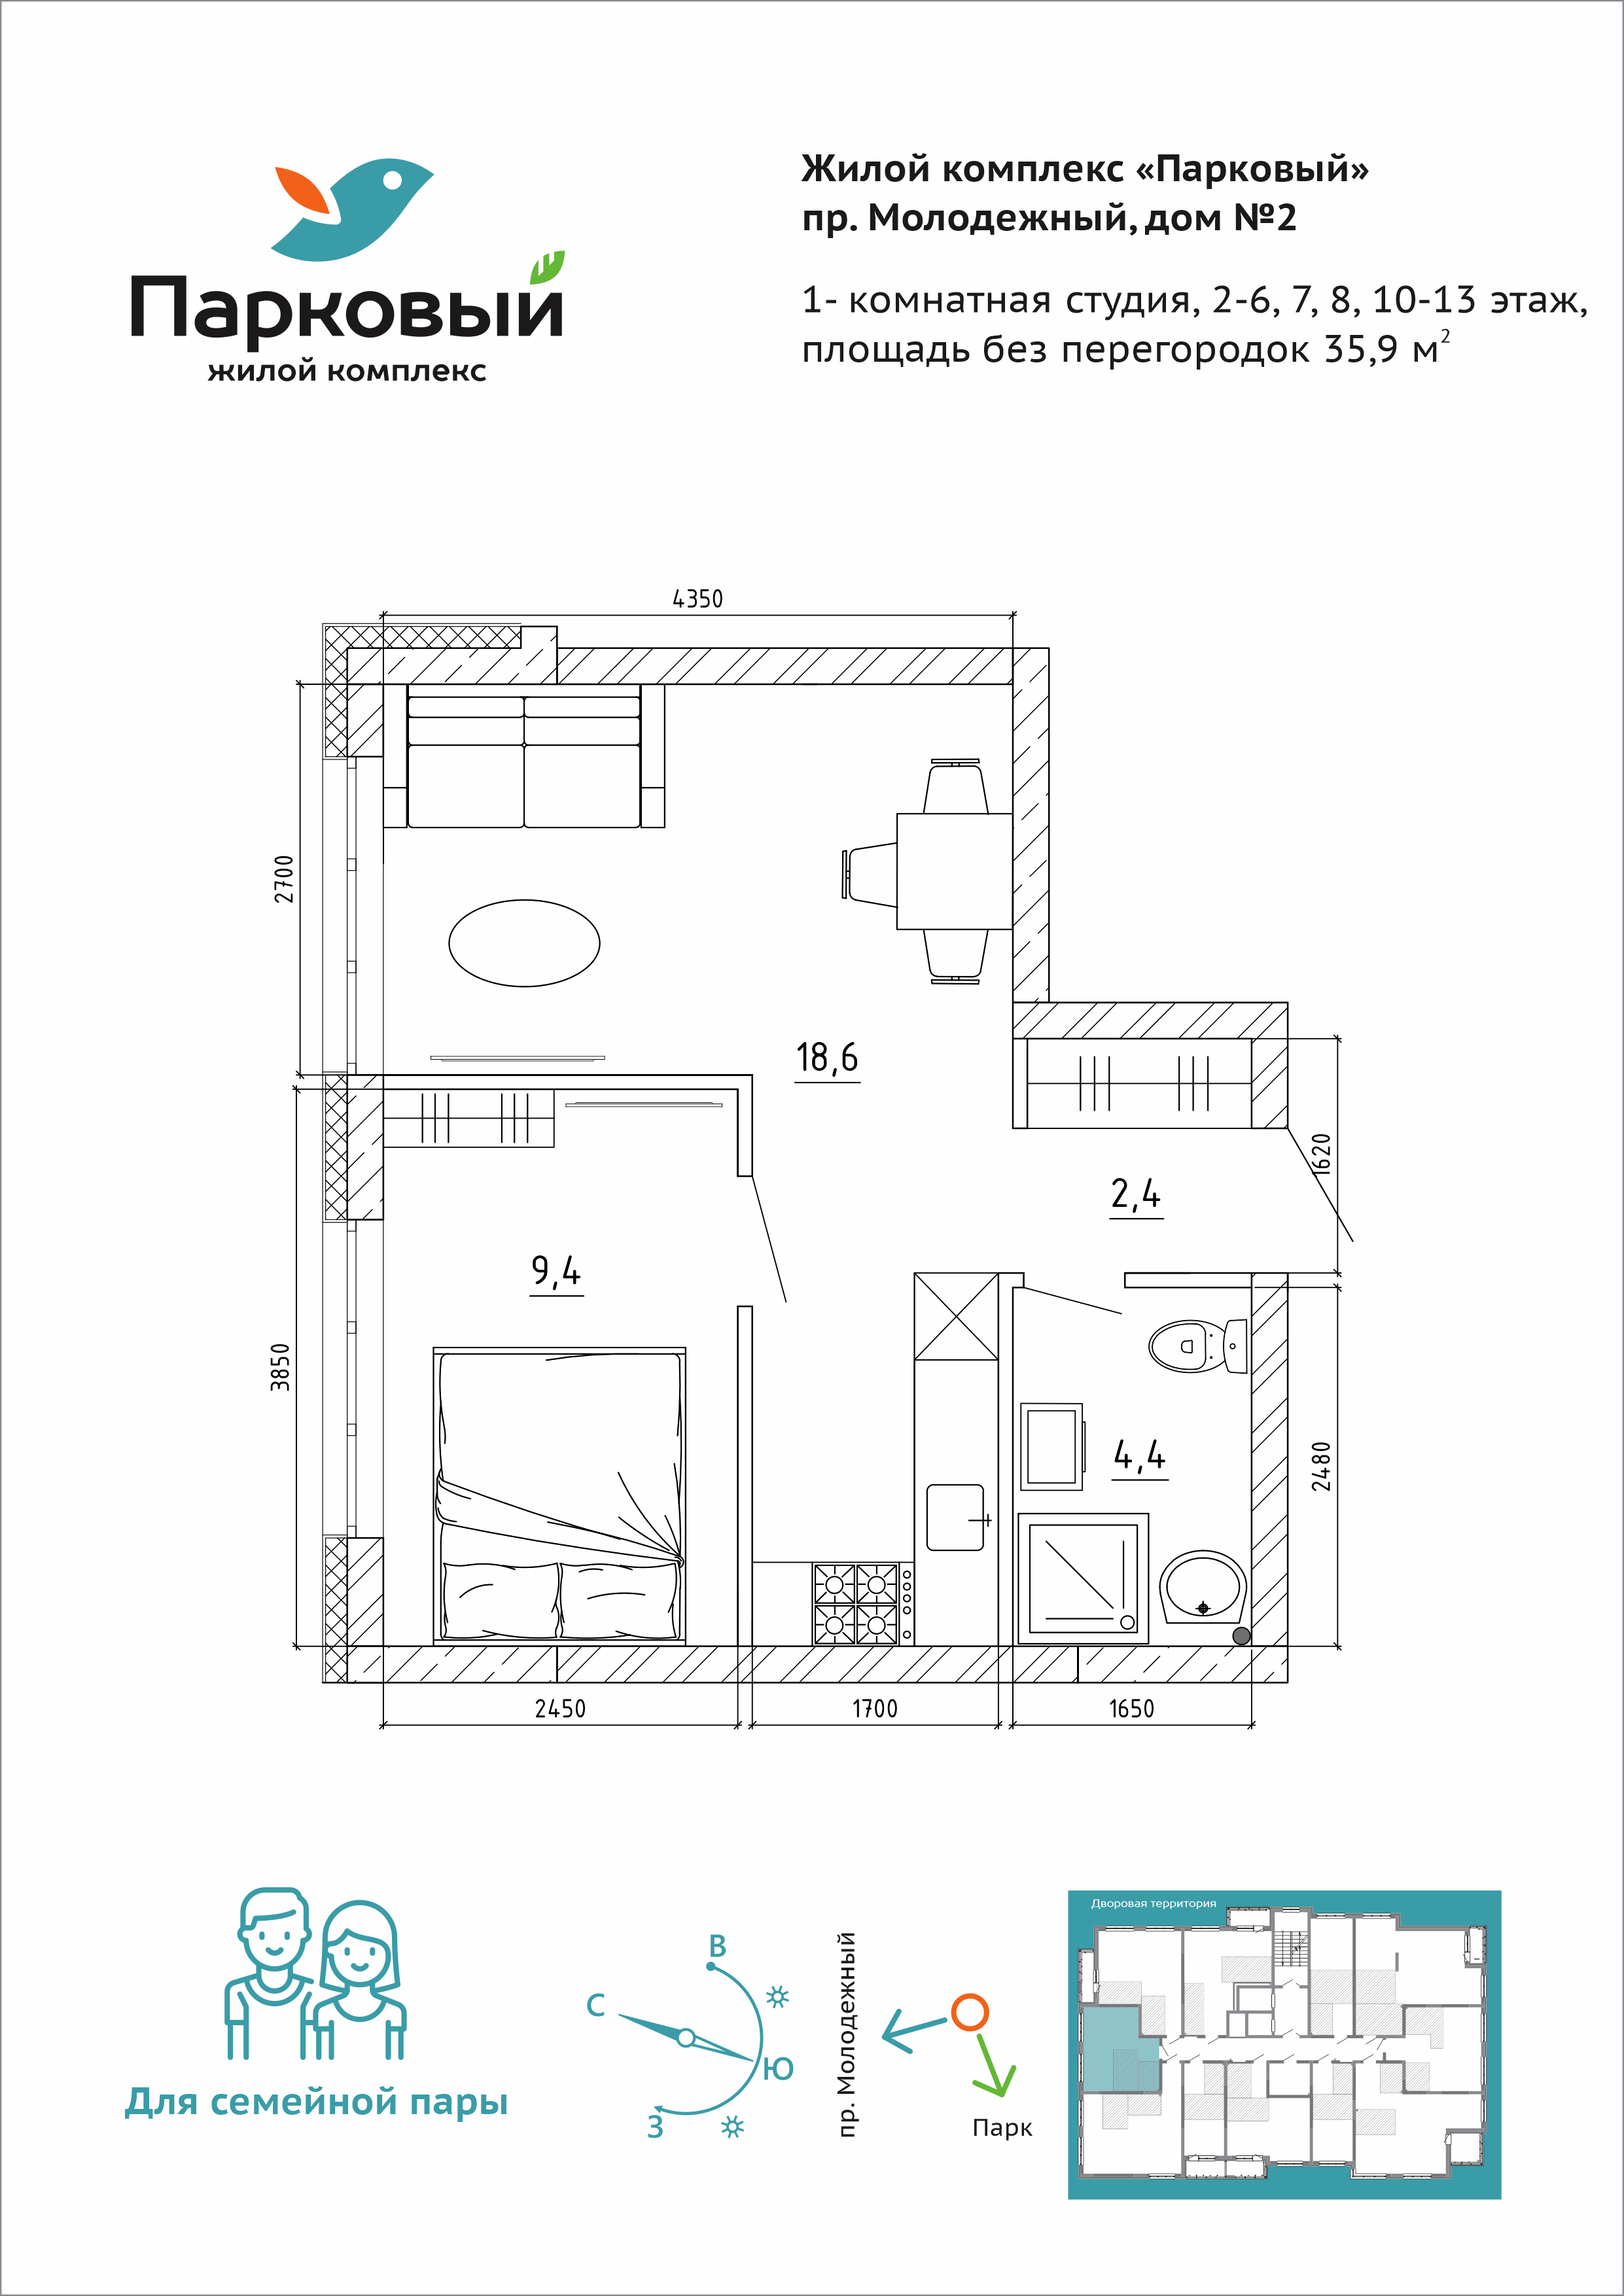 Парковый
жилой комплекс
Жилой комплекс «Парковый»
пр. Молодежный, дом №2
1- комнатная студия, 2-6, 7, 8, 10-13 этаж,
площадь без перегородок 35,9 м²
4350
2700
18,6
1620
2,4
9,4
3850
4,4
2480
2450
1700
1650
Для семейной пары
В
С
Ю
З
пр. Молодежный
Парк
Дворовая территория